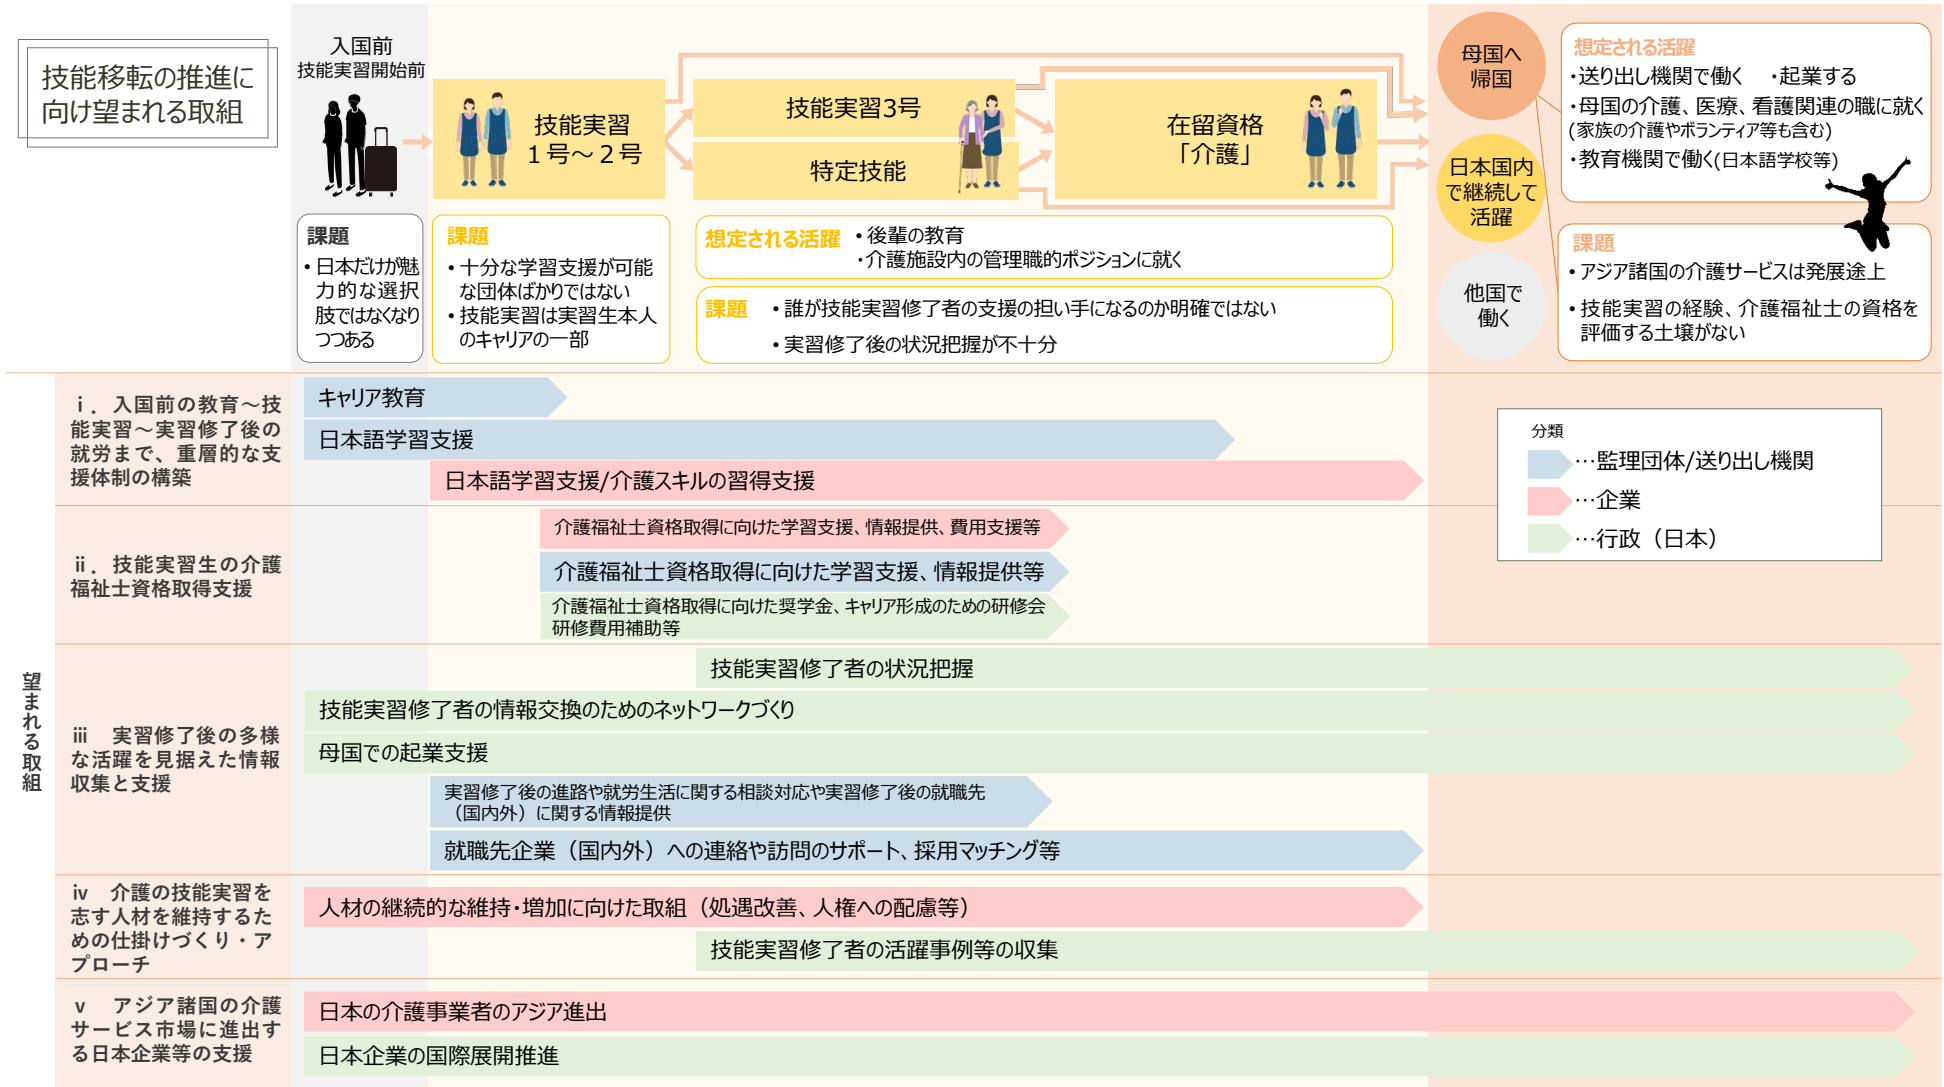 技能移転の推進に
向け望まれる取組
入国前
技能実習開始前
技能実習
1号～2号
技能実習3号
特定技能
在留資格
「介護」
母国へ
帰国
日本国内
で継続して
活躍
他国で
働く
想定される活躍
・送り出し機関で働く ・起業する
・母国の介護、医療、看護関連の職に就く
(家族の介護やボランティア等も含む)
・教育機関で働く(日本語学校等)
課題
• アジア諸国の介護サービスは発展途上
• 技能実習の経験、介護福祉士の資格を
評価する土壌がない
課題
• 日本だけが魅
力的な選択
肢ではなくなり
つつある
課題
• 十分な学習支援が可能
な団体ばかりではない
• 技能実習は実習生本人
のキャリアの一部
想定される活躍 ・後輩の教育
・介護施設内の管理職的ポジションに就く
課題 • 誰が技能実習修了者の支援の担い手になるのか明確ではない
• 実習修了後の状況把握が不十分
望まれる取組
ⅰ．入国前の教育～技
能実習～実習修了後の
就労まで、重層的な支
援体制の構築
キャリア教育
日本語学習支援
日本語学習支援/介護スキルの習得支援
分類
…監理団体/送り出し機関
…企業
…行政（日本）
ⅱ．技能実習生の介護
福祉士資格取得支援
介護福祉士資格取得に向けた学習支援、情報提供、費用支援等
介護福祉士資格取得に向けた学習支援、情報提供等
介護福祉士資格取得に向けた奨学金、キャリア形成のための研修会
研修費用補助等
ⅲ 実習修了後の多様
な活躍を見据えた情報
収集と支援
技能実習修了者の状況把握
技能実習修了者の情報交換のためのネットワークづくり
母国での起業支援
実習修了後の進路や就労生活に関する相談対応や実習修了後の就職先
（国内外）に関する情報提供
就職先企業（国内外）への連絡や訪問のサポート、採用マッチング等
ⅳ 介護の技能実習を
志す人材を維持するた
めの仕掛けづくり・ア
プローチ
人材の継続的な維持・増加に向けた取組（処遇改善、人権への配慮等）
技能実習修了者の活躍事例等の収集
ⅴ アジア諸国の介護
サービス市場に進出す
る日本企業等の支援
日本の介護事業者のアジア進出
日本企業の国際展開推進